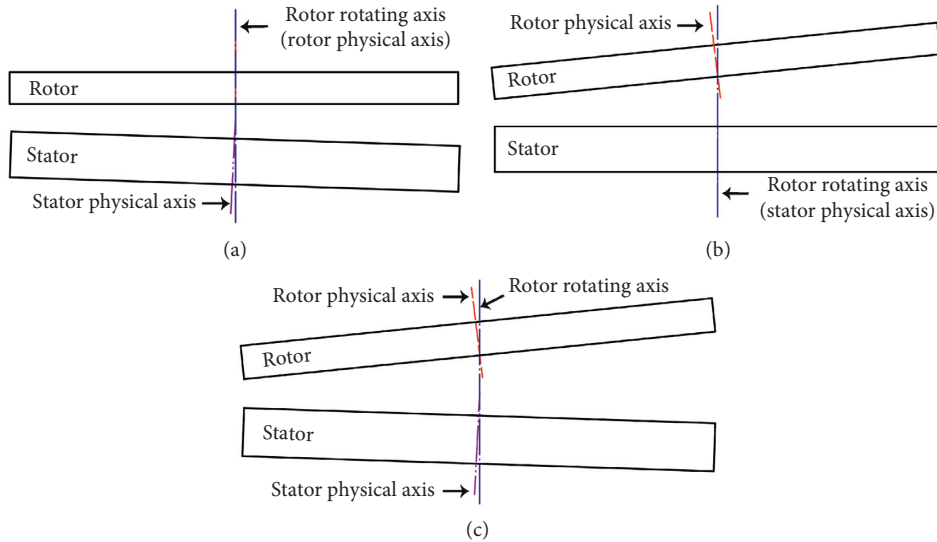 Rotor rotating axis
(rotor physical axis)
Rotor
Stator
Stator physical axis
(a)
Rotor physical axis
Rotor
Stator
Rotor rotating axis
(stator physical axis)
(b)
Rotor physical axis
Rotor rotating axis
Rotor
Stator
Stator physical axis
(c)